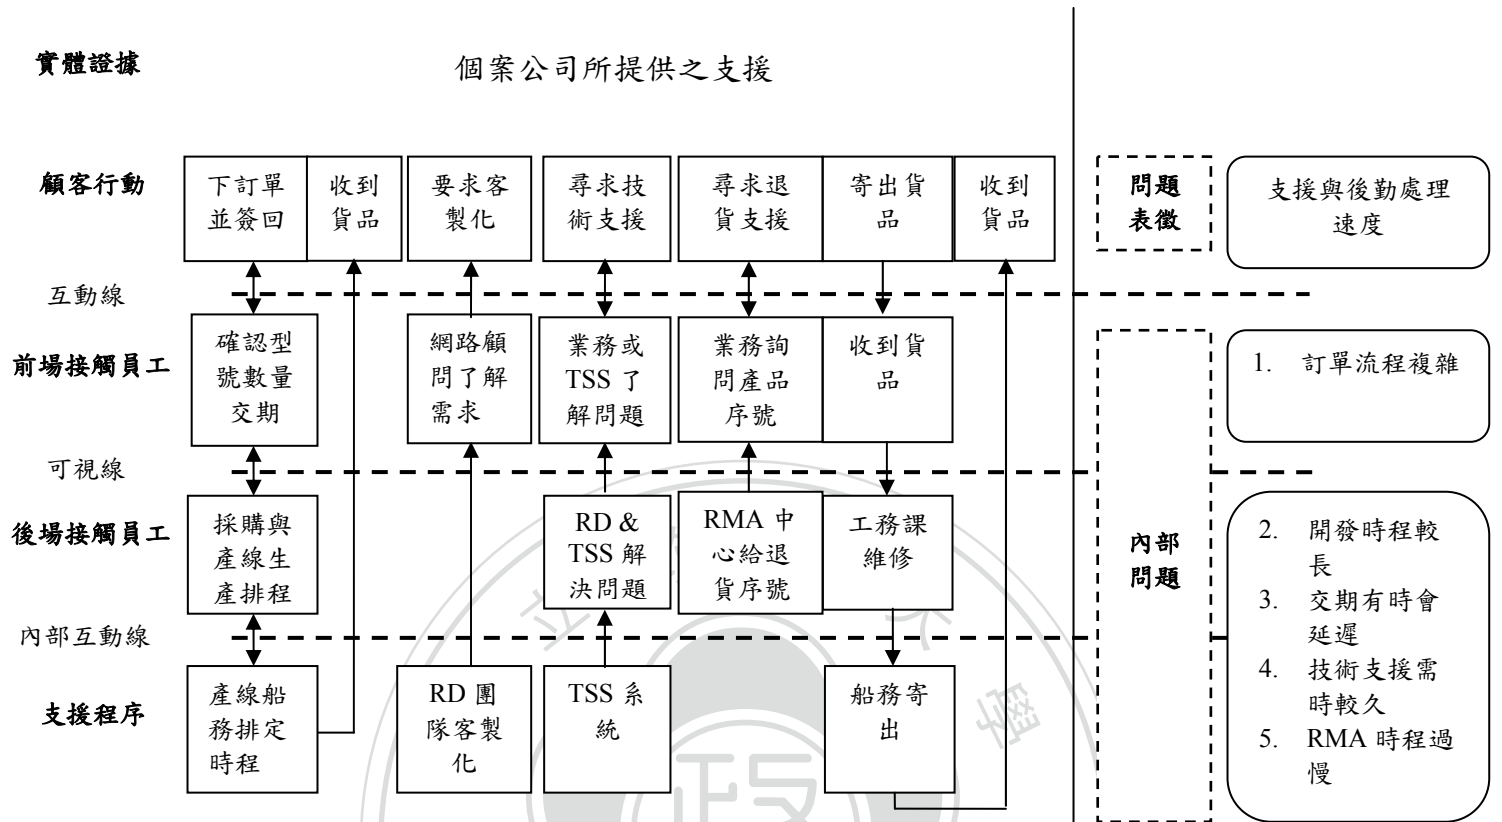 實體證據
個案公司所提供之支援
顧客行動
下訂單
並簽回
收到
貨品
要求客
製化
尋求技
術支援
尋求退
貨支援
寄出貨
品
收到
貨品
問題
表徵
支援與後勤處理
速度
互動線
前場接觸員工
確認型
號數量
交期
網路顧
問了解
需求
業務或
TSS 了
解問題
業務詢
問產品
序號
收到貨
品
1. 訂單流程複雜
可視線
後場接觸員工
採購與
產線生
產排程
RD &
TSS 解
決問題
RMA 中
心給退
貨序號
工務課
維修
內部
問題
2. 開發時程較
長
3. 交期有時會
延遲
4. 技術支援需
時較久
5. RMA 時程過
慢
內部互動線
支援程序
產線船
務排定
時程
RD 團
隊客製
化
TSS 系
統
船務寄
出
立
大
學
政